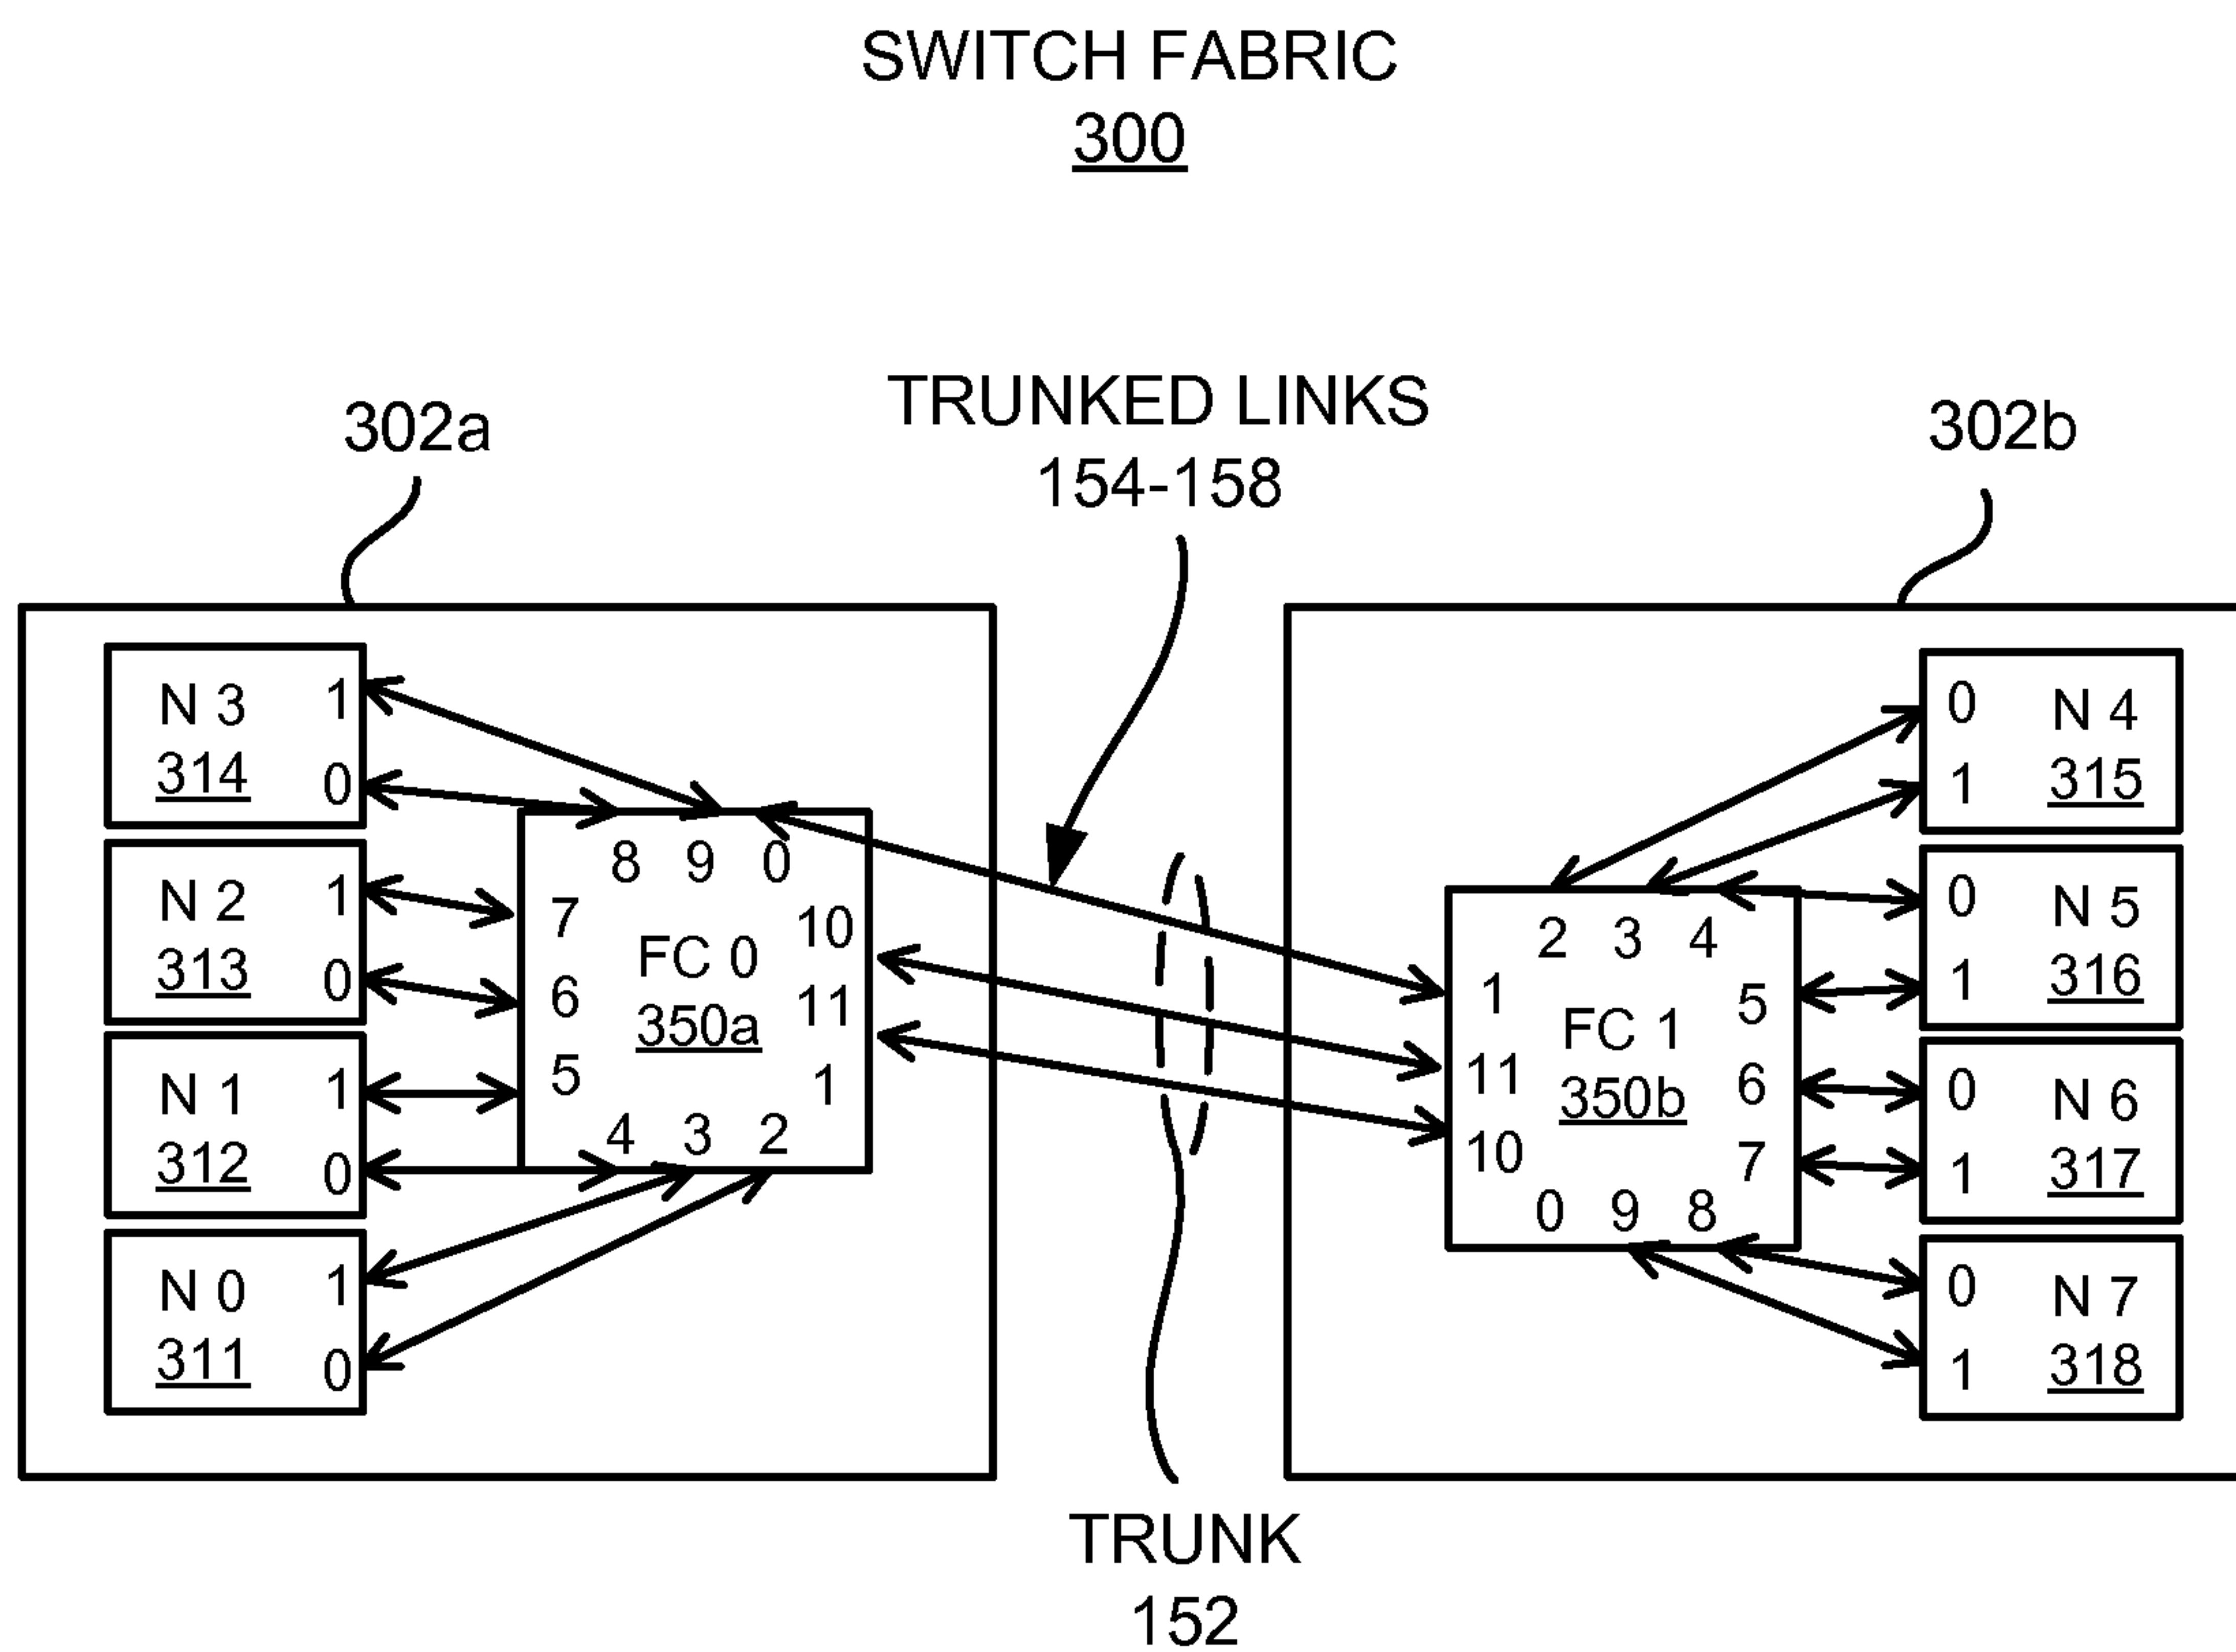 SWITCH FABRIC
300
302a
TRUNKED LINKS
154-158
302b
N 3 1
314 0
N 2 1
313 0
N 1 1
312 0
N 0 1
311 0
8 9 0
7 10
FC 0
6 11
350a
5 1
4 3 2
2 3 4
1 5
FC 1
11 6
350b
10 7
0 9 8
0 N 4
1 315
0 N 5
1 316
0 N 6
1 317
0 N 7
1 318
TRUNK
152